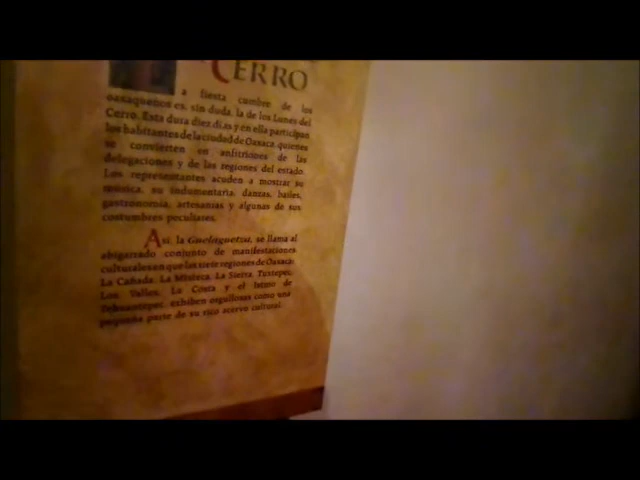 CERRO
a fiesta cumbre de los
oaxaqueños es, sin duda, la de los Lunes del
Cerro. Esta dura diez días y en ella participan
los habitantes de la ciudad de Oaxaca, quienes
se convierten en anfitriones de las
delegaciones y de las regiones del estado.
Los representantes acuden a mostrar su
música, su indumentaria, danzas, bailes,
gastronomía, artesanías y algunas de sus
costumbres peculiares.
Así, la Guelaguetza, se llama al
abigarrado conjunto de manifestaciones
culturales en que las siete regiones de Oaxaca:
La Cañada, La Mixteca, La Sierra, Tuxtepec,
Los Valles, La Costa y el Istmo de
Tehuantepec, exhiben orgullosas como una
pequeña parte de su rico acervo cultural.